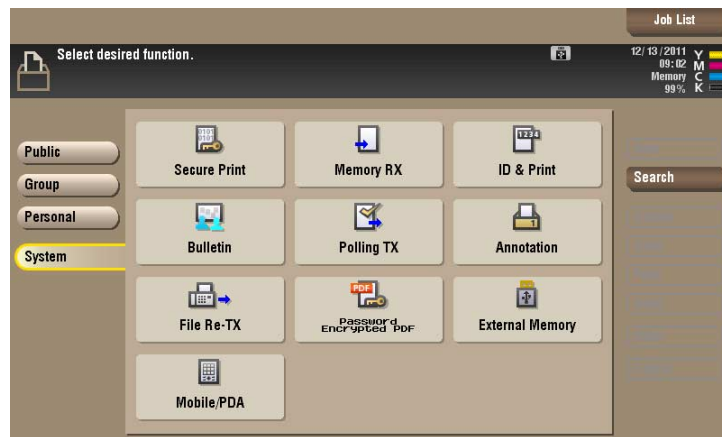 Job List
Select desired function.
12/13/2011
09:02
Memory
99%
Y
M
C
K
Public
Group
Personal
System
Secure Print
Memory RX
1234
ID & Print
Bulletin
Polling TX
1
Annotation
File Re-TX
PDF
Password
Encrypted PDF
External Memory
Mobile/PDA
Search